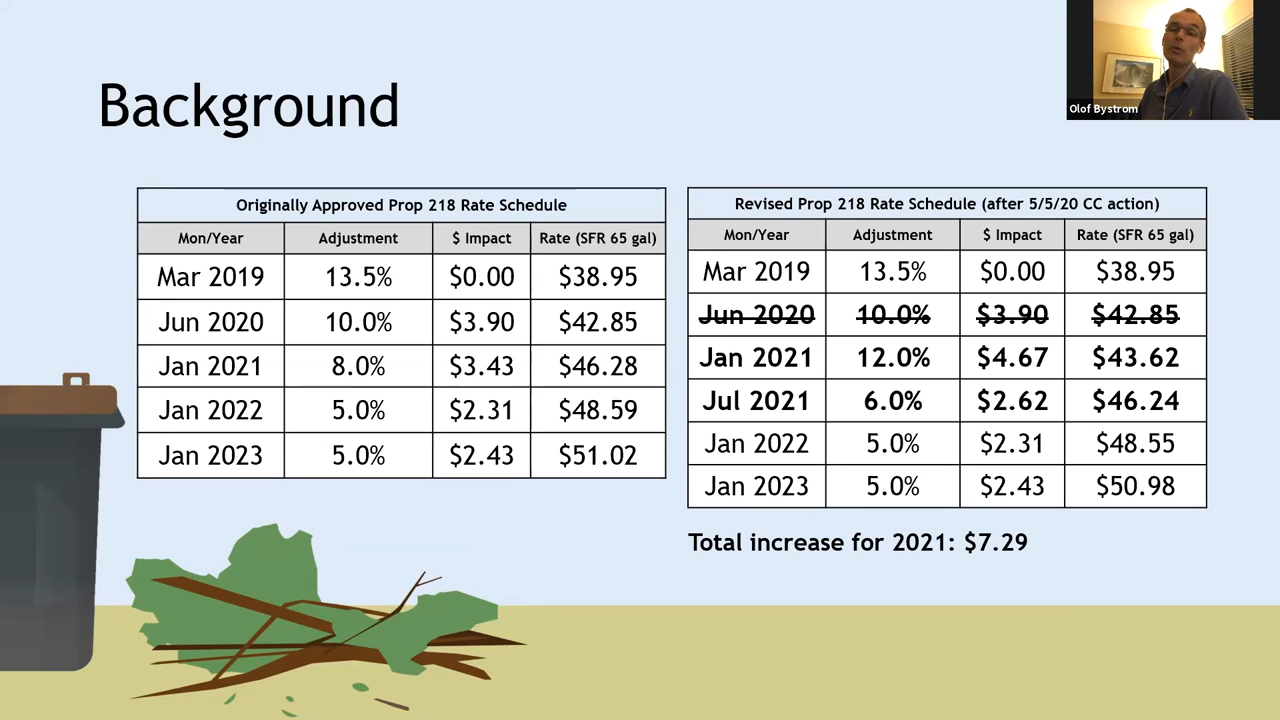 Olof Bystrom
Background
Originally Approved Prop 218 Rate Schedule
Mon/Year Adjustment $ Impact Rate (SFR 65 gal)
Mar 2019 13.5% $0.00 $38.95
Jun 2020 10.0% $3.90 $42.85
Jan 2021 8.0% $3.43 $46.28
Jan 2022 5.0% $2.31 $48.59
Jan 2023 5.0% $2.43 $51.02
Revised Prop 218 Rate Schedule (after 5/5/20 CC action)
Mon/Year Adjustment $ Impact Rate (SFR 65 gal)
Mar 2019 13.5% $0.00 $38.95
Jun 2020 10.0% $3.90 $42.85
Jan 2021 12.0% $4.67 $43.62
Jul 2021 6.0% $2.62 $46.24
Jan 2022 5.0% $2.31 $48.55
Jan 2023 5.0% $2.43 $50.98
Total increase for 2021: $7.29